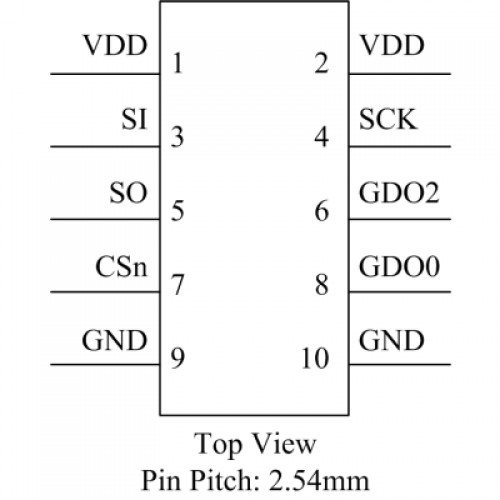 VDD 1 2 VDD
SI 3 4 SCK
SO 5 6 GDO2
CSn 7 8 GDO0
GND 9 10 GND
Top View
Pin Pitch: 2.54mm